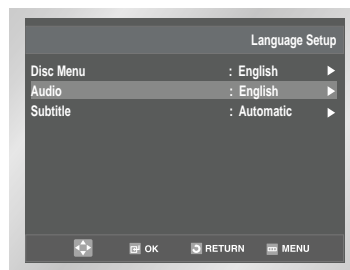 Language Setup
Disc Menu : English ▶
Audio : English ▶
Subtitle : Automatic ▶
OK RETURN MENU